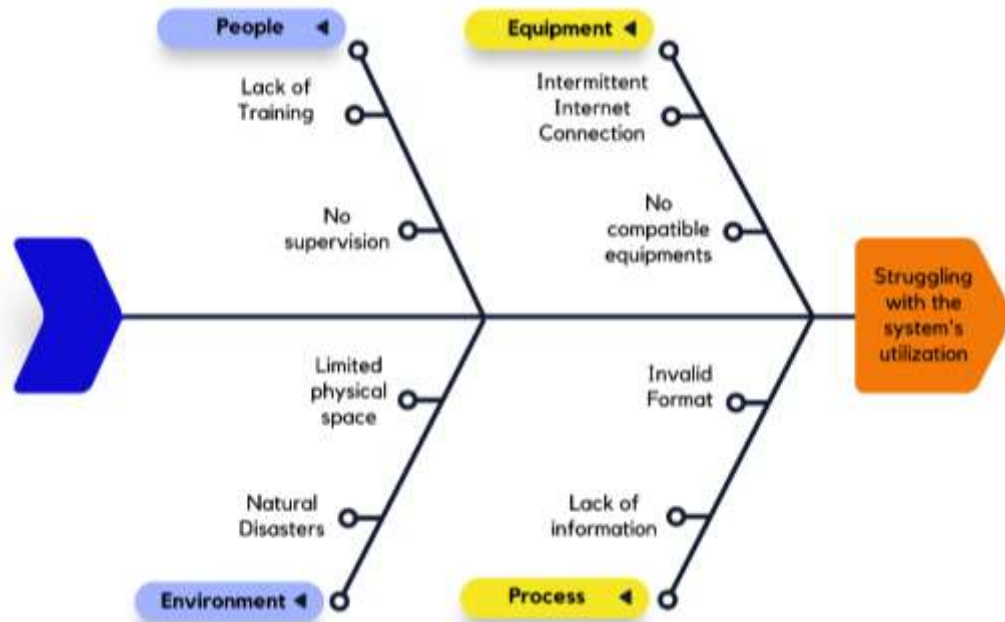 People
Equipment
Lack of
Training
Intermittent
Internet
Connection
No
supervision
No
compatible
equipments
Struggling
with the
system's
utilization
Limited
physical
space
Invalid
Format
Natural
Disasters
Lack of
information
Environment
Process